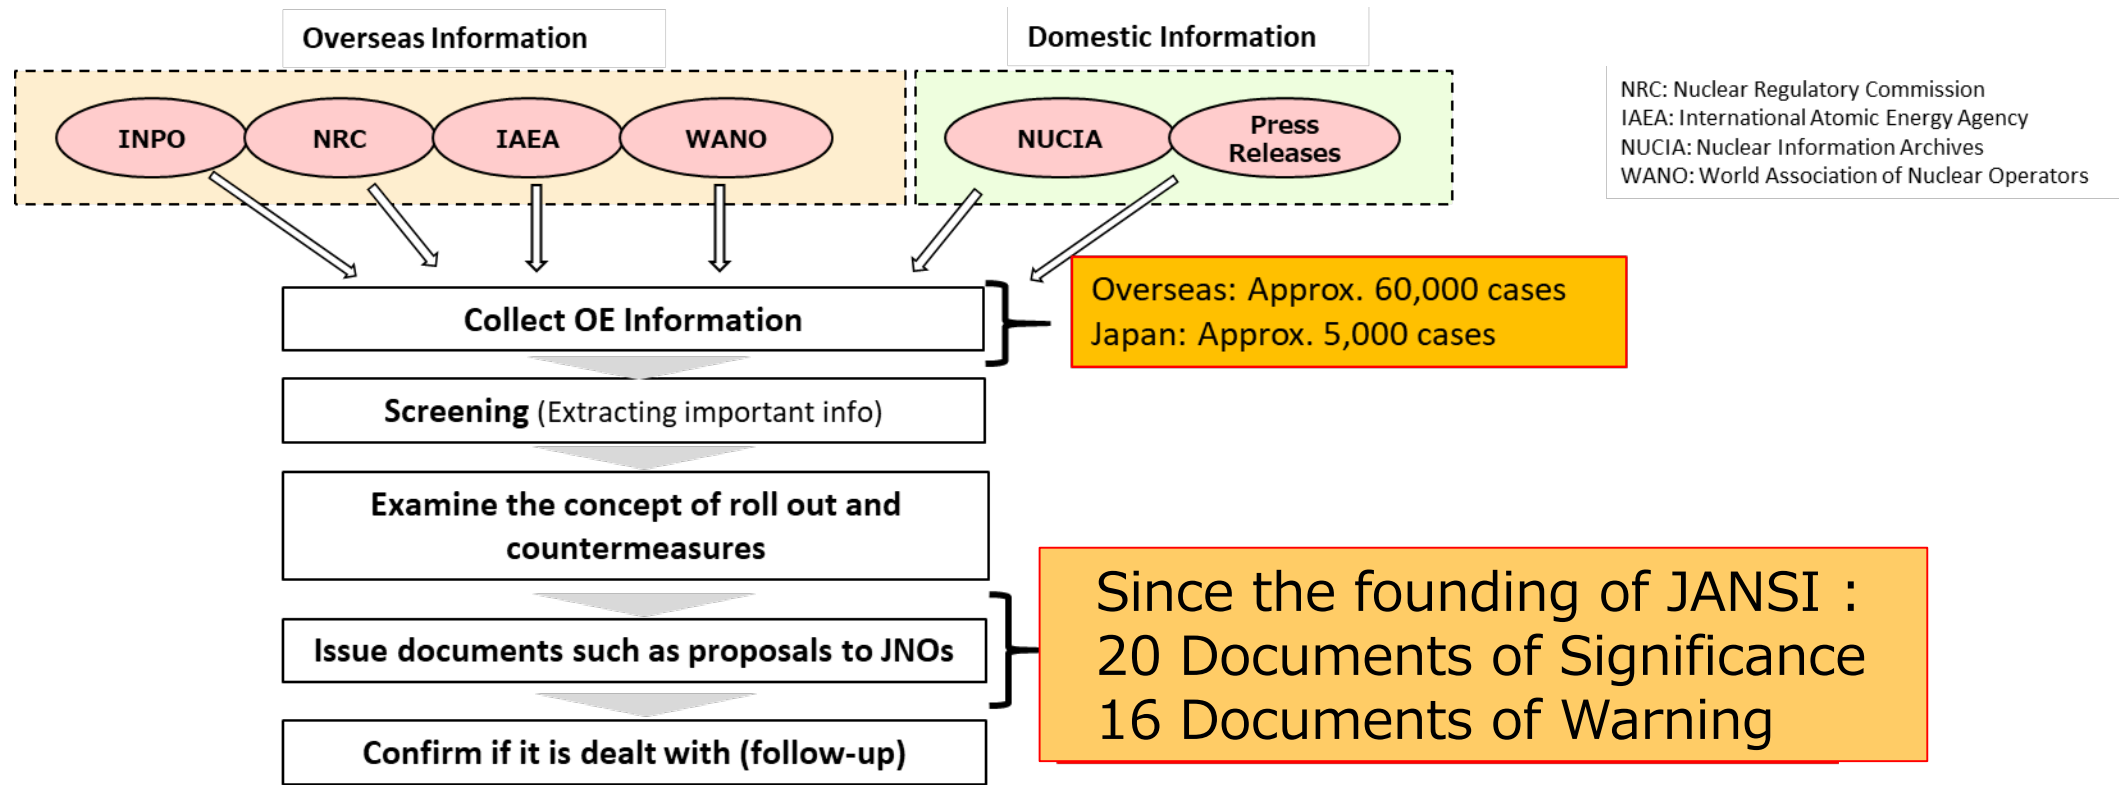 Overseas Information
Domestic Information
INPO
NRC
IAEA
WANO
NUCIA
Press
Releases
NRC: Nuclear Regulatory Commission
IAEA: International Atomic Energy Agency
NUCIA: Nuclear Information Archives
WANO: World Association of Nuclear Operators
Collect OE Information
Overseas: Approx. 60,000 cases
Japan: Approx. 5,000 cases
Screening (Extracting important info)
Examine the concept of roll out and
countermeasures
Issue documents such as proposals to JNOs
Since the founding of JANSI :
20 Documents of Significance
16 Documents of Warning
Confirm if it is dealt with (follow-up)